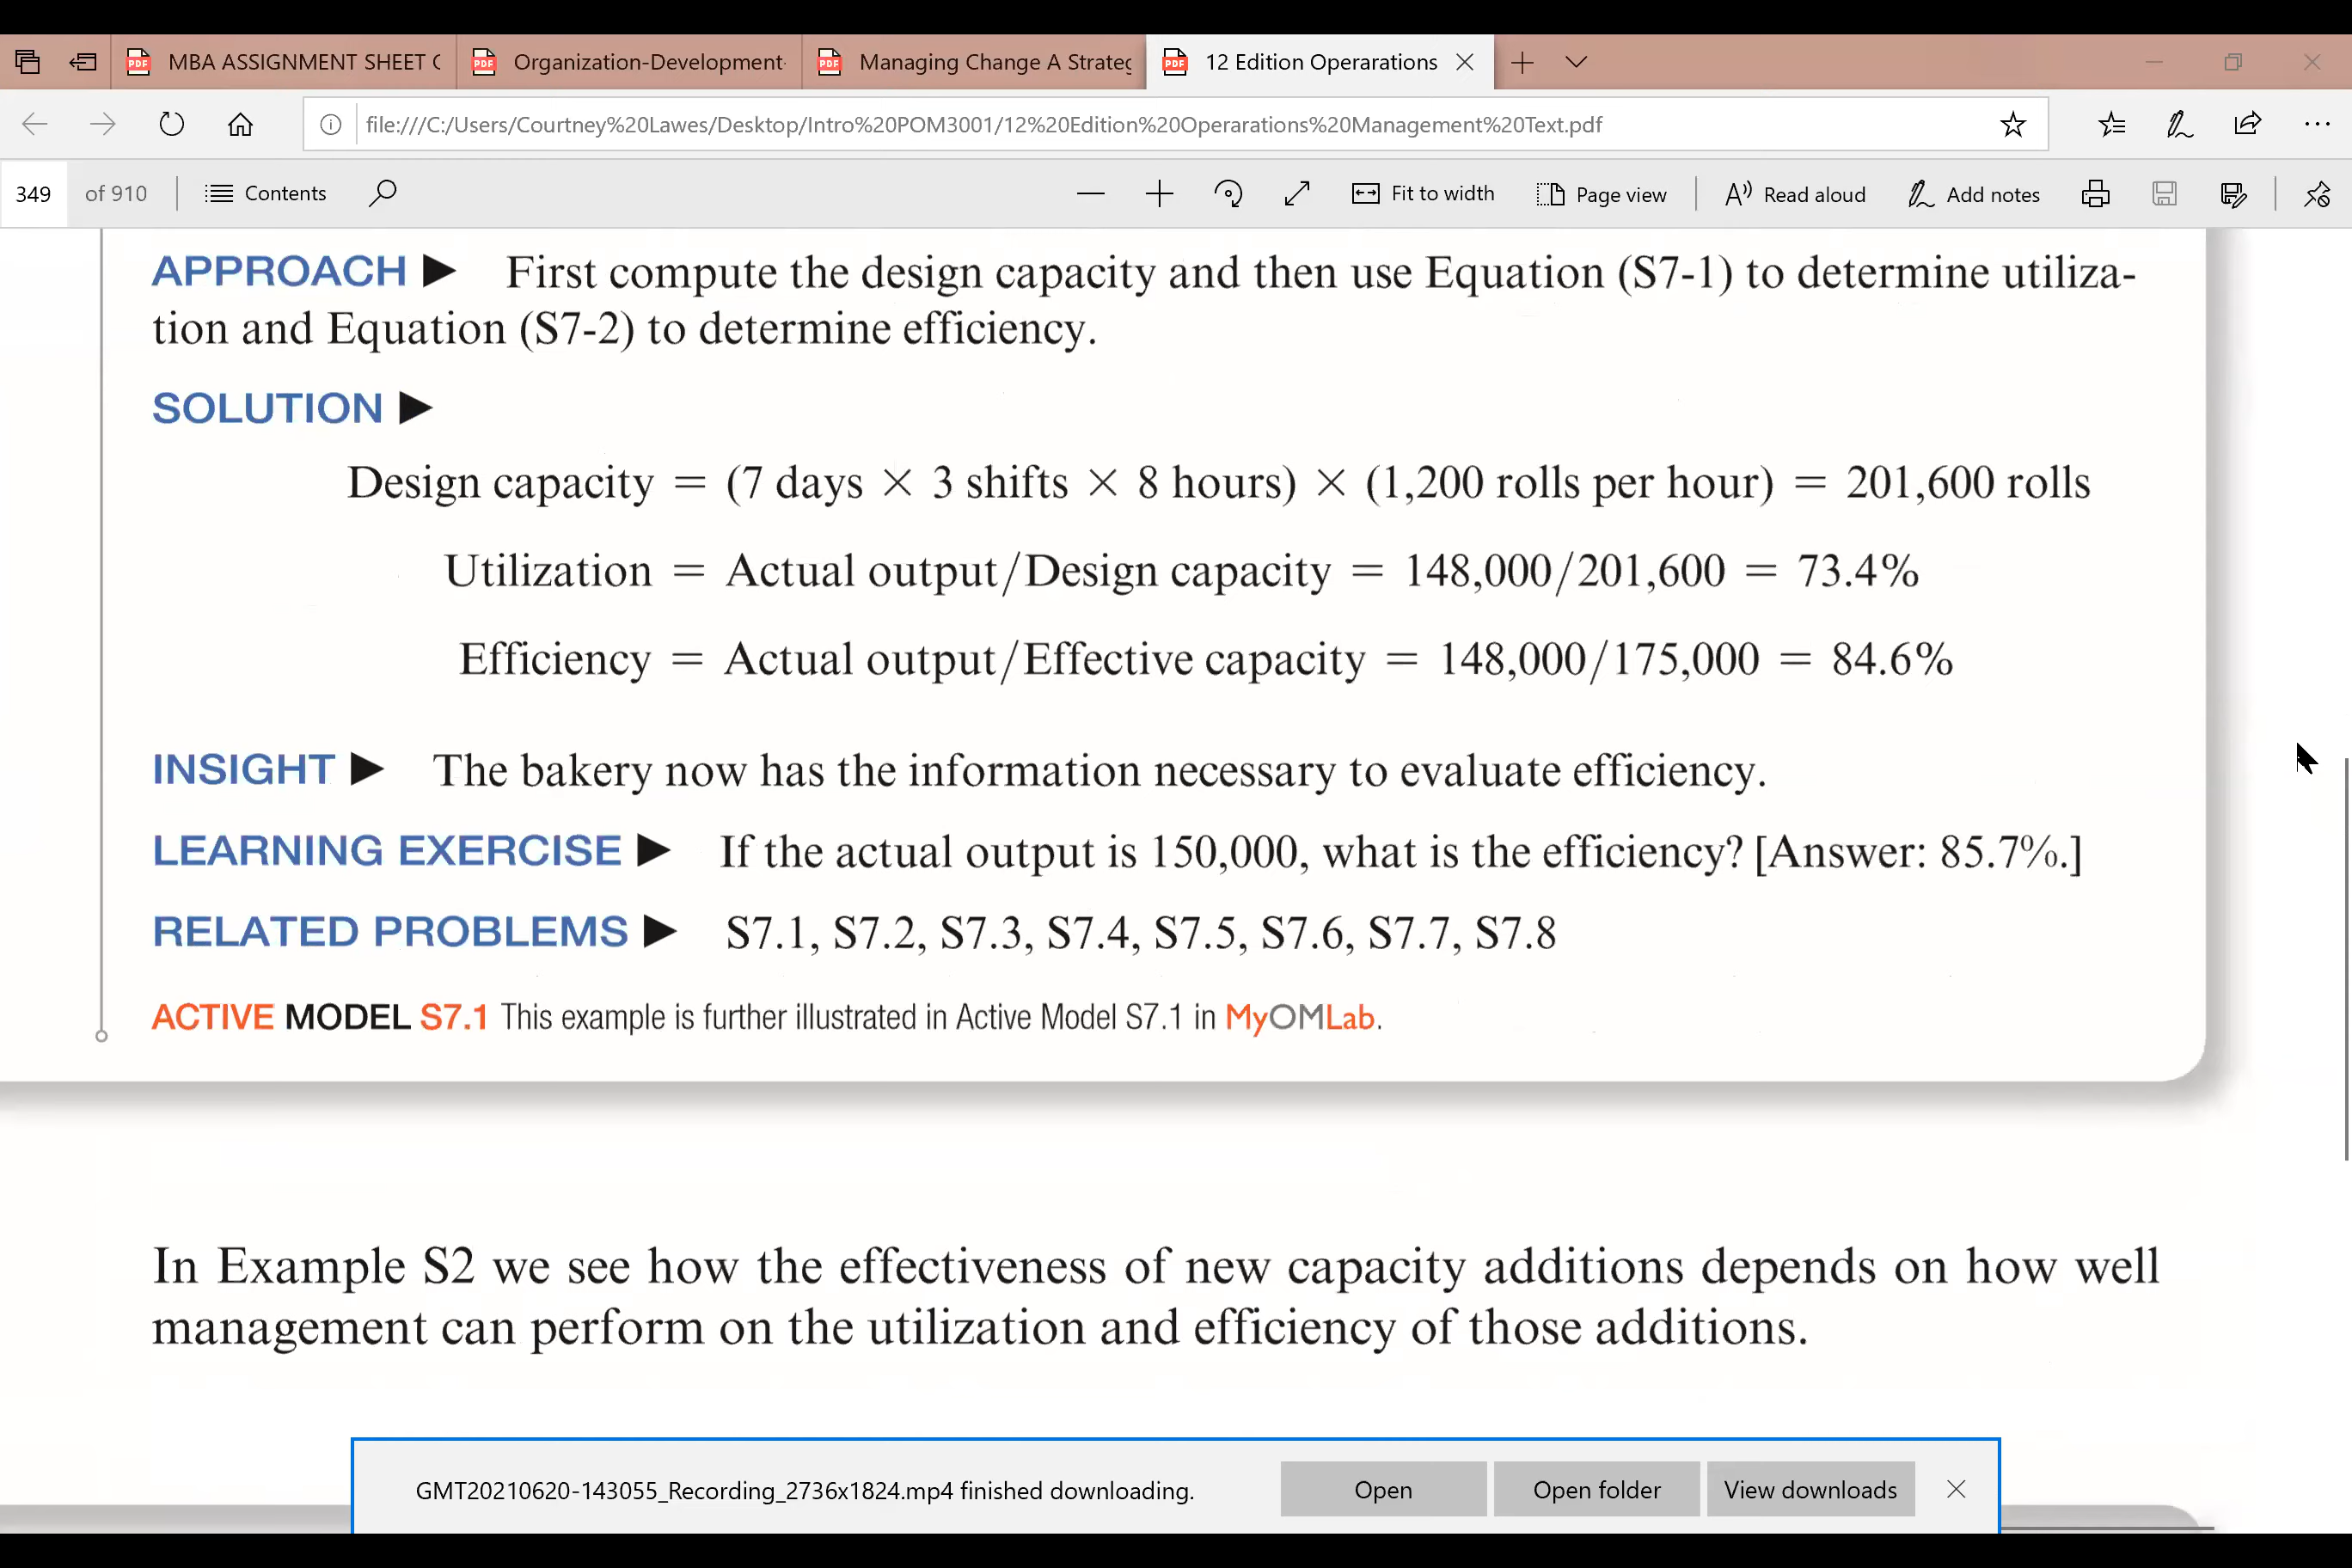 MBA ASSIGNMENT SHEET
Organization-Development
Managing Change A Strate
12 Edition Operarations
file:///C:/Users/Courtney%20Lawes/Desktop/Intro%20POM3001/12%20Edition%20Operarations%20Management%20Text.pdf
349 of 910 Contents Fit to width Page view Read aloud Add notes
APPROACH ▶ First compute the design capacity and then use Equation (S7-1) to determine utiliza-
tion and Equation (S7-2) to determine efficiency.
SOLUTION ▶
Design capacity = (7 days × 3 shifts × 8 hours) × (1,200 rolls per hour) = 201,600 rolls
Utilization = Actual output/Design capacity = 148,000/201,600 = 73.4%
Efficiency = Actual output/Effective capacity = 148,000/175,000 = 84.6%
INSIGHT ▶ The bakery now has the information necessary to evaluate efficiency.
LEARNING EXERCISE ▶ If the actual output is 150,000, what is the efficiency? [Answer: 85.7%.]
RELATED PROBLEMS ▶ S7.1, S7.2, S7.3, S7.4, S7.5, S7.6, S7.7, S7.8
ACTIVE MODEL S7.1 This example is further illustrated in Active Model S7.1 in MyOMLab.
In Example S2 we see how the effectiveness of new capacity additions depends on how well
management can perform on the utilization and efficiency of those additions.
GMT20210620-143055_Recording_2736x1824.mp4 finished downloading. Open Open folder View downloads